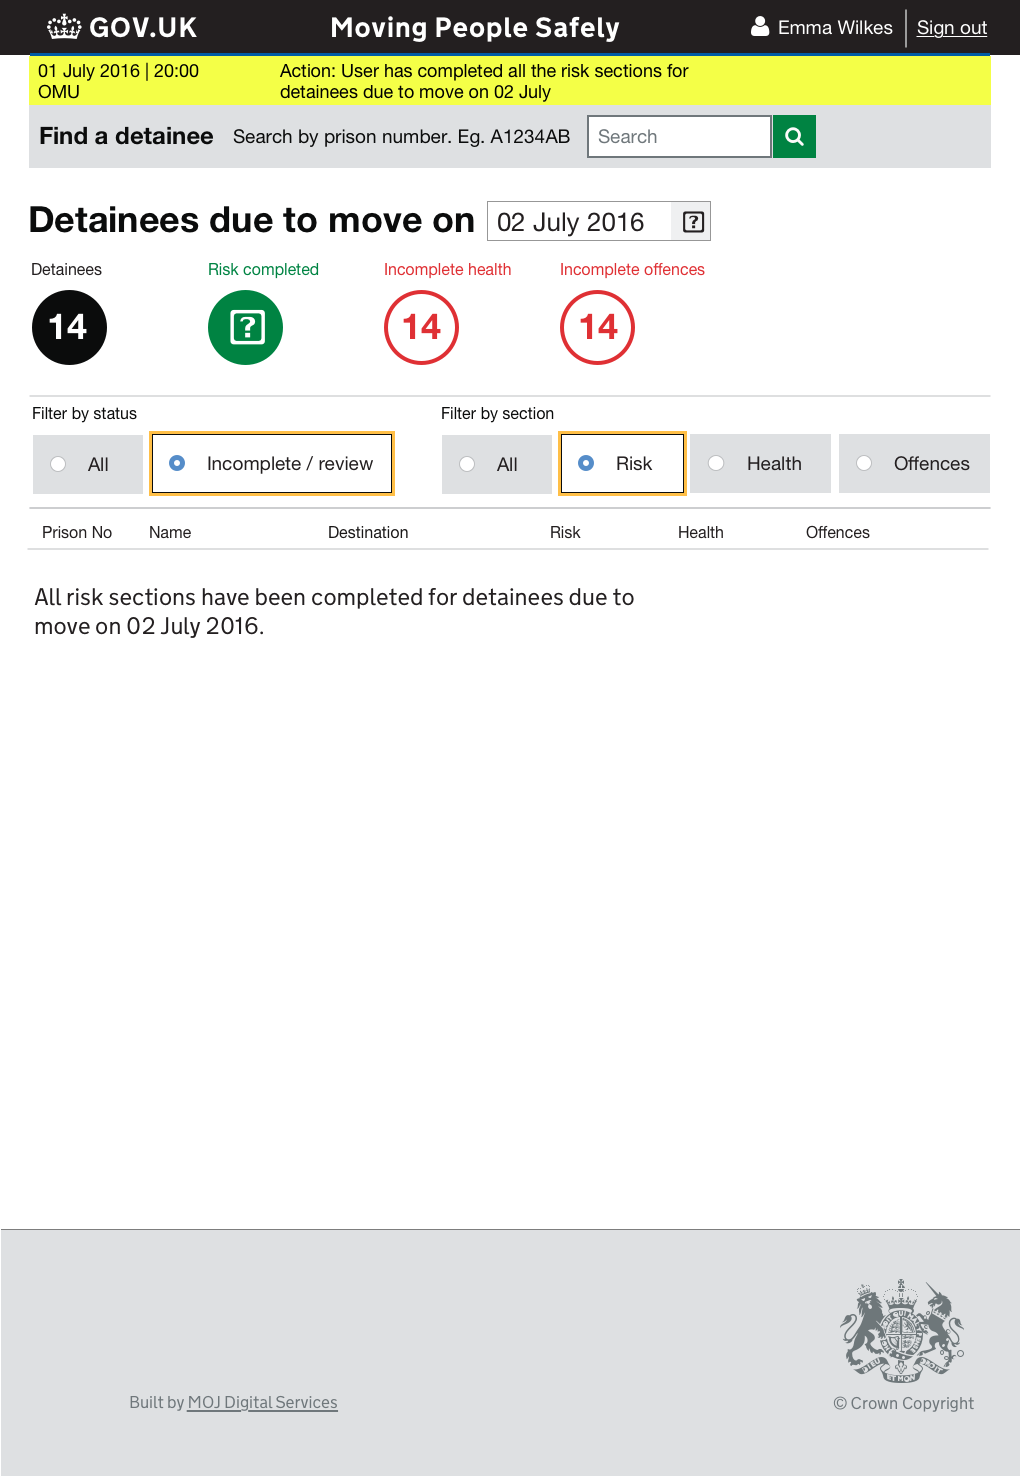 GOV.UK
Moving People Safely
Emma Wilkes
Sign out
01 July 2016 | 20:00
OMU
Action: User has completed all the risk sections for
detainees due to move on 02 July
Find a detainee
Search by prison number. Eg. A1234AB
Search
Detainees due to move on
02 July 2016
?
Detainees
Risk completed
Incomplete health
Incomplete offences
14
?
14
14
Filter by status
Filter by section
All
Incomplete / review
All
Risk
Health
Offences
Prison No
Name
Destination
Risk
Health
Offences
All risk sections have been completed for detainees due to
move on 02 July 2016.
Built by MOJ Digital Services
© Crown Copyright